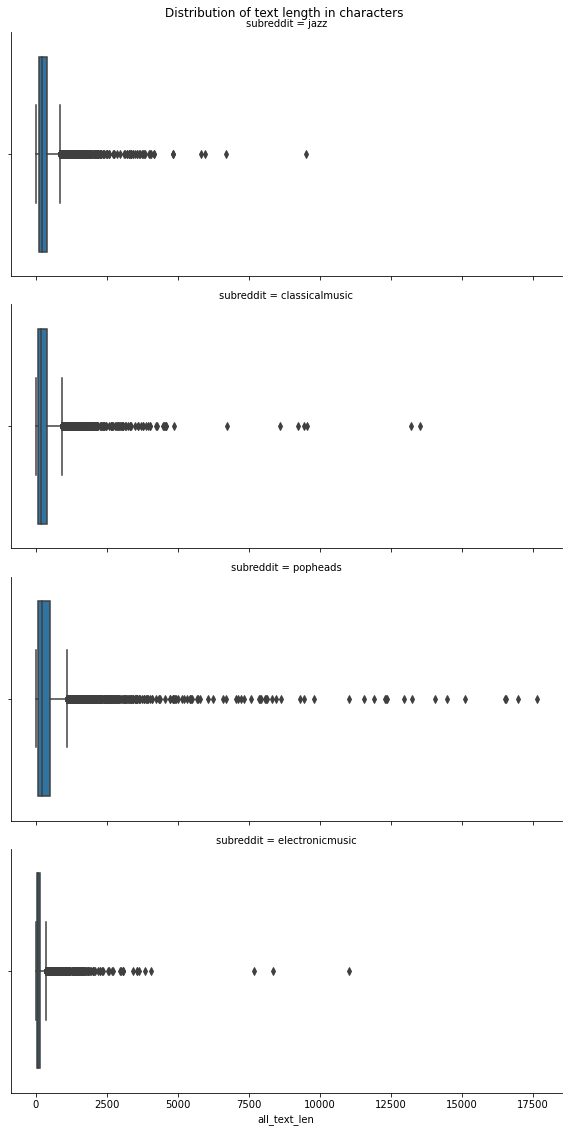 Distribution of text length in characters
subreddit = jazz
subreddit = classicalmusic
subreddit = popheads
subreddit = electronicmusic
0 2500 5000 7500 10000 12500 15000 17500
all_text_len